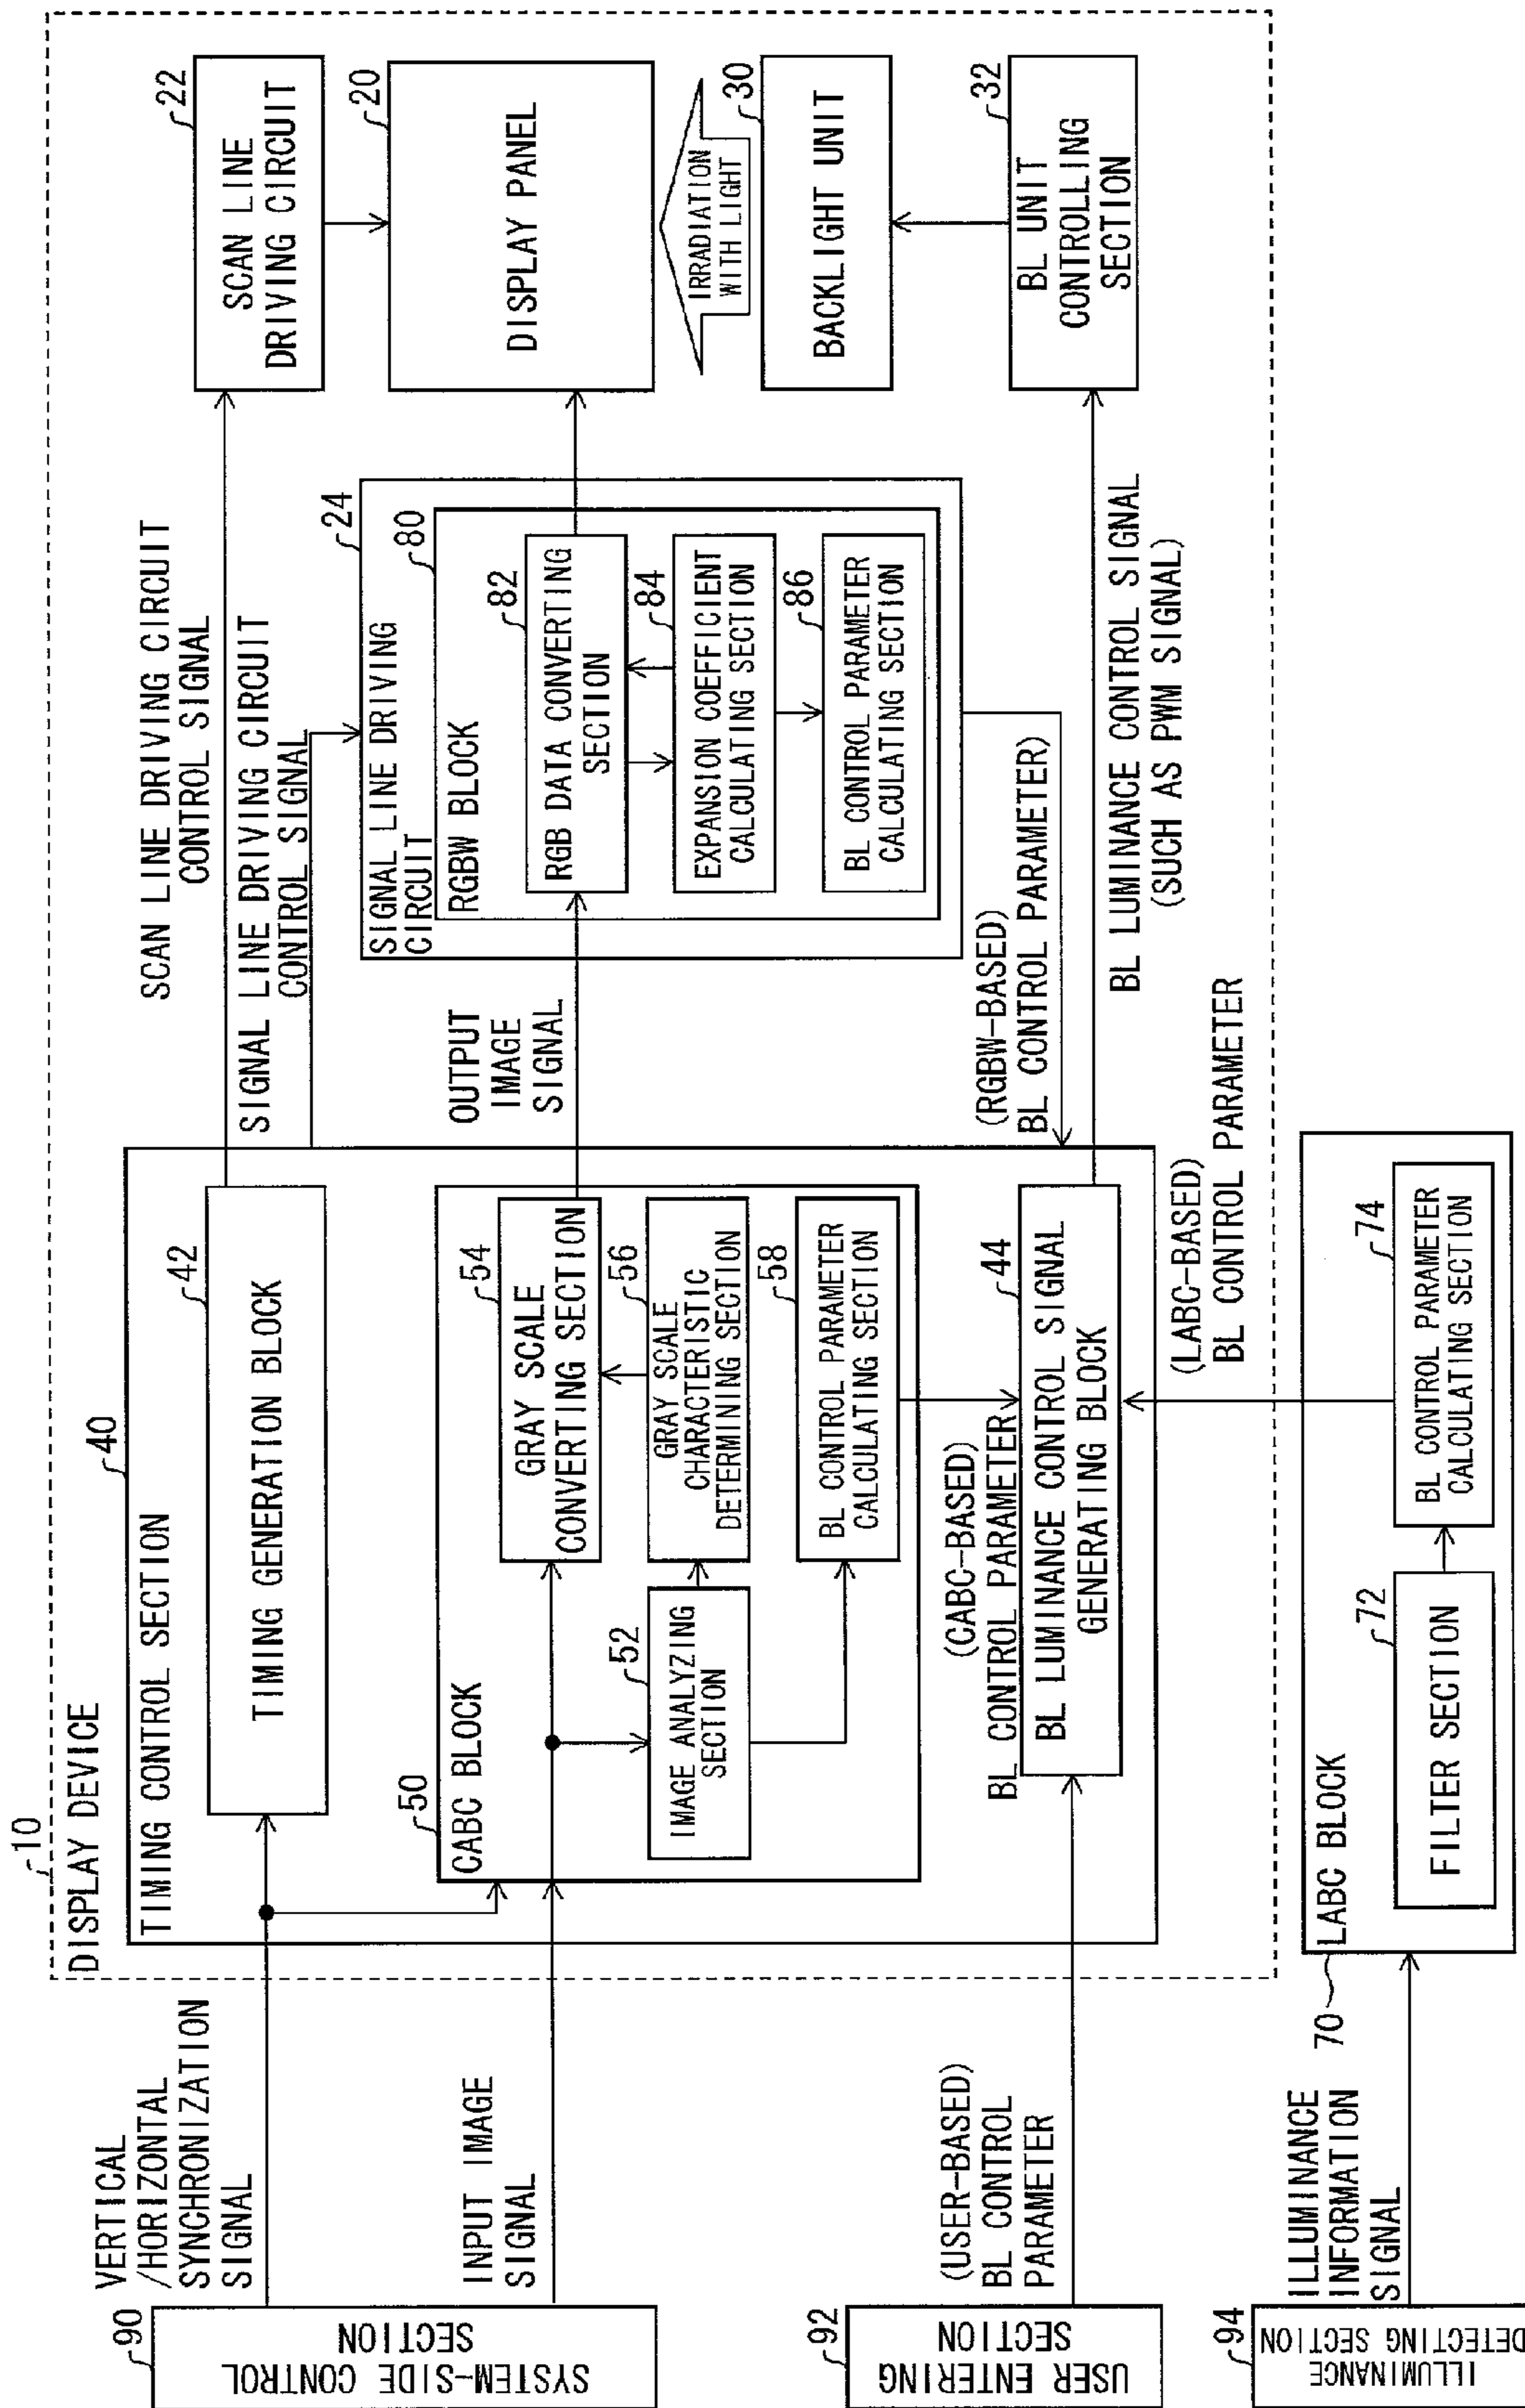 10
DISPLAY DEVICE
40
TIMING CONTROL SECTION
42
TIMING GENERATION BLOCK
50
CABC BLOCK
52
IMAGE ANALYZING
SECTION
54
GRAY SCALE
CONVERTING SECTION
56
GRAY SCALE
CHARACTERISTIC
DETERMINING SECTION
58
BL CONTROL PARAMETER
CALCULATING SECTION
(CABC-BASED)
BL CONTROL PARAMETER
44
BL LUMINANCE CONTROL SIGNAL
GENERATING BLOCK
90
SYSTEM-SIDE CONTROL
SECTION
VERTICAL
/HORIZONTAL
SYNCHRONIZATION
SIGNAL
INPUT IMAGE
SIGNAL
92
USER ENTERING
SECTION
(USER-BASED)
BL CONTROL
PARAMETER
94
ILLUMINANCE
DETECTING SECTION
ILLUMINANCE
INFORMATION
SIGNAL
70
LABC BLOCK
72
FILTER SECTION
74
BL CONTROL PARAMETER
CALCULATING SECTION
(LABC-BASED)
BL CONTROL PARAMETER
SCAN LINE DRIVING CIRCUIT
CONTROL SIGNAL
SIGNAL LINE DRIVING CIRCUIT
CONTROL SIGNAL
OUTPUT
IMAGE
SIGNAL
(RGBW-BASED)
BL CONTROL PARAMETER)
BL LUMINANCE CONTROL SIGNAL
(SUCH AS PWM SIGNAL)
24
SIGNAL LINE DRIVING
CIRCUIT
80
RGBW BLOCK
82
RGB DATA CONVERTING
SECTION
84
EXPANSION COEFFICIENT
CALCULATING SECTION
86
BL CONTROL PARAMETER
CALCULATING SECTION
22
SCAN LINE
DRIVING CIRCUIT
20
DISPLAY PANEL
IRRADIATION
WITH LIGHT
30
BACKLIGHT UNIT
32
BL UNIT
CONTROLLING
SECTION